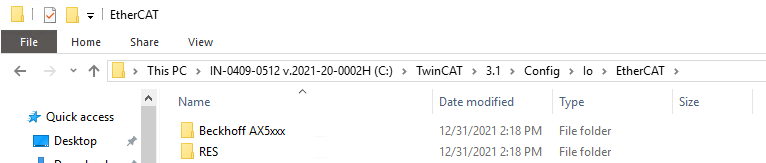 EtherCAT
File Home Share View
This PC IN-0409-0512 v.2021-20-0002H (C:) TwinCAT 3.1 Config Io EtherCAT
Name Date modified Type Size
Quick access
Beckhoff AX5xxx 12/31/2021 2:18 PM File folder
Desktop
RES 12/31/2021 2:18 PM File folder